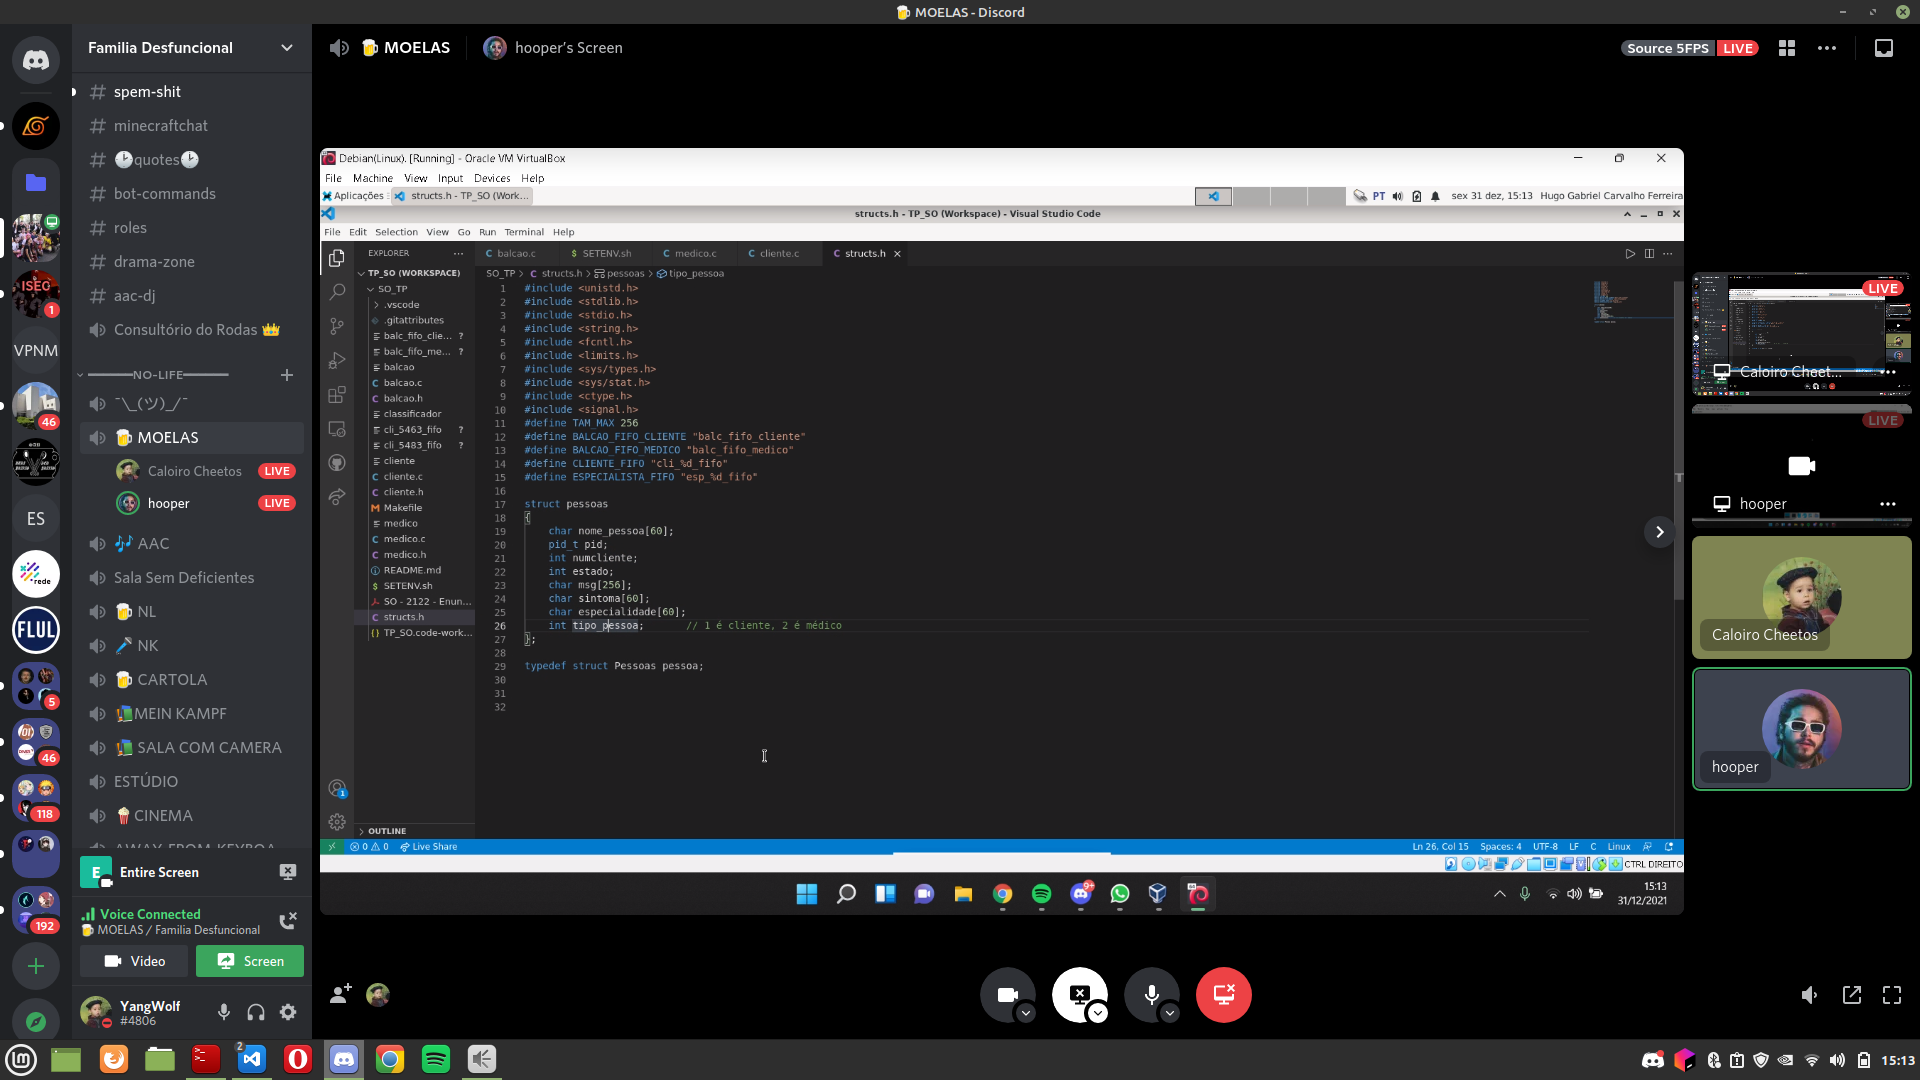 🍺 MOELAS - Discord
Familia Desfuncional
spem-shit
minecraftchat
🕑quotes🕑
bot-commands
roles
drama-zone
aac-dj
Consultório do Rodas 👑
NO-LIFE
¯\_(ツ)_/¯
🍺 MOELAS
Caloiro Cheetos LIVE
hooper LIVE
🎶 AAC
Sala Sem Deficientes
🍺 NL
🎤 NK
🍺 CARTOLA
📚MEIN KAMPF
📚 SALA COM CAMERA
ESTÚDIO
🍿CINEMA
AWAY-FROM-KEYBOA
ISEC
1
VPNM
46
ES
rede
FLUL
5
46
118
192
E Entire Screen
Voice Connected
🍺 MOELAS / Familia Desfuncional
Video Screen
YangWolf
#4806
🍺 MOELAS hooper's Screen
Source 5FPS LIVE
Debian(Linux). [Running] - Oracle VM VirtualBox
File Machine View Input Devices Help
Aplicações structs.h - TP_SO (Work... PT sex 31 dez, 15:13 Hugo Gabriel Carvalho Ferreira
structs.h - TP_SO (Workspace) - Visual Studio Code
File Edit Selection View Go Run Terminal Help
EXPLORER ... balcao.c SETENV.sh medico.c cliente.c structs.h
TP_SO (WORKSPACE)
SO_TP
.vscode
.gitattributes
balc_fifo_clie... ?
balc_fifo_me... ?
balcao
balcao.c
balcao.h
classificador
cli_5463_fifo ?
cli_5483_fifo ?
cliente
cliente.c
cliente.h
Makefile
medico
medico.c
medico.h
README.md
SETENV.sh
SO - 2122 - Enun...
structs.h
TP_SO.code-work...
OUTLINE
SO_TP > C structs.h > pessoas > tipo_pessoa
1 #include <unistd.h>
2 #include <stdlib.h>
3 #include <stdio.h>
4 #include <string.h>
5 #include <fcntl.h>
6 #include <limits.h>
7 #include <sys/types.h>
8 #include <sys/stat.h>
9 #include <ctype.h>
10 #include <signal.h>
11 #define TAM_MAX 256
12 #define BALCAO_FIFO_CLIENTE "balc_fifo_cliente"
13 #define BALCAO_FIFO_MEDICO "balc_fifo_medico"
14 #define CLIENTE_FIFO "cli_%d_fifo"
15 #define ESPECIALISTA_FIFO "esp_%d_fifo"
16
17 struct pessoas
18 {
19 char nome_pessoa[60];
20 pid_t pid;
21 int numcliente;
22 int estado;
23 char msg[256];
24 char sintoma[60];
25 char especialidade[60];
26 int tipo_pessoa; // 1 é cliente, 2 é médico
27 };
28
29 typedef struct Pessoas pessoa;
30
31
32
1
0 0 Live Share Ln 26, Col 15 Spaces: 4 UTF-8 LF C Linux
CTRL DIREITO
9+
15:13
31/12/2021
LIVE
Caloiro Cheet...
LIVE
hooper
Caloiro Cheetos
hooper
2
15:13